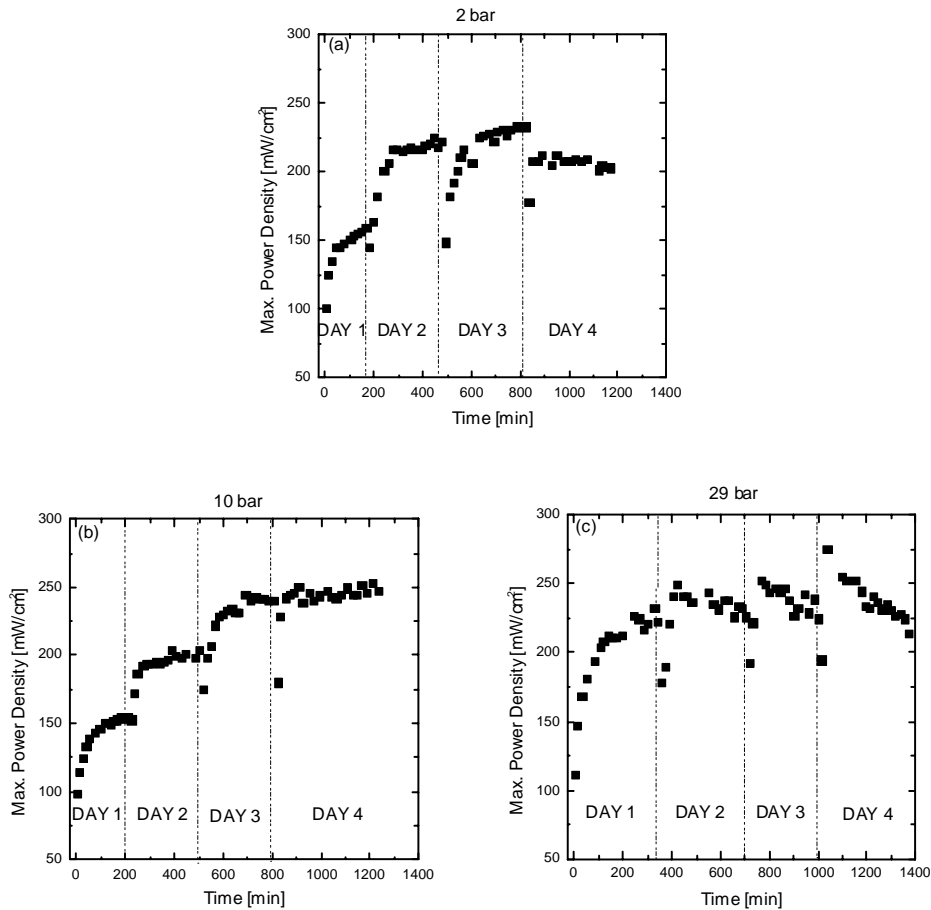 2 bar
(a)
300
250
200
150
100
50
Max. Power Density [mW/cm²]
DAY 1 DAY 2 DAY 3 DAY 4
0 200 400 600 800 1000 1200 1400
Time [min]
10 bar
(b)
300
250
200
150
100
50
Max. Power Density [mW/cm²]
DAY 1 DAY 2 DAY 3 DAY 4
0 200 400 600 800 1000 1200 1400
Time [min]
29 bar
(c)
300
250
200
150
100
50
Max. Power Density [mW/cm²]
DAY 1 DAY 2 DAY 3 DAY 4
0 200 400 600 800 1000 1200 1400
Time [min]